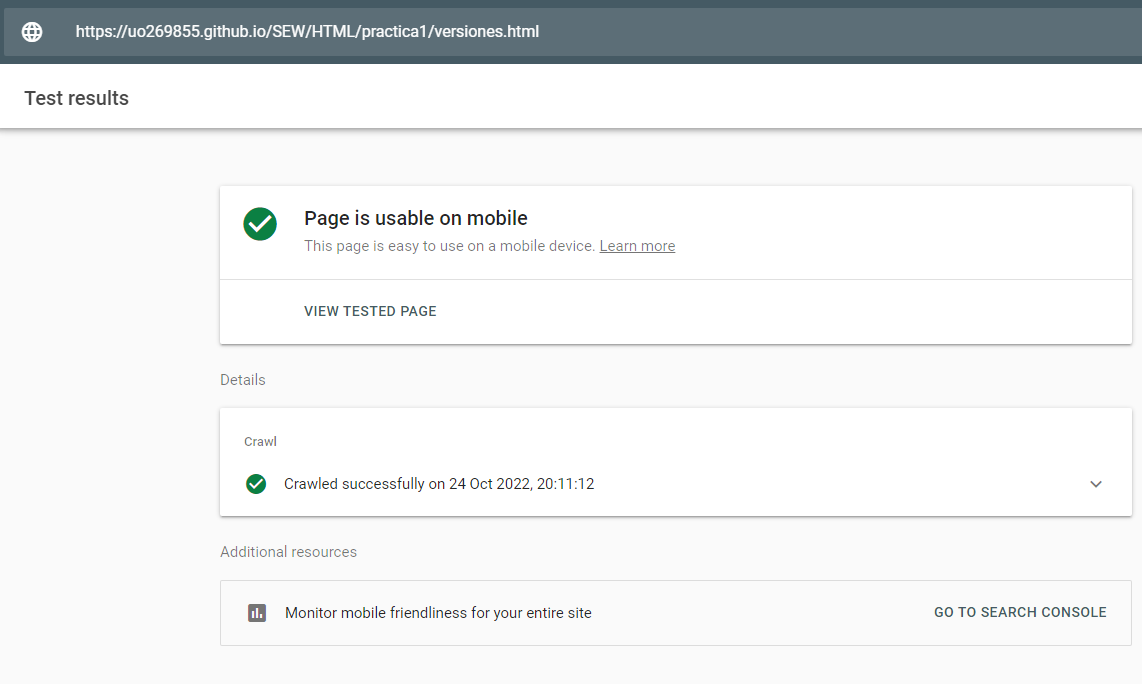 https://uo269855.github.io/SEW/HTML/practica1/versiones.html
Test results
Page is usable on mobile
This page is easy to use on a mobile device. Learn more
VIEW TESTED PAGE
Details
Crawl
Crawled successfully on 24 Oct 2022, 20:11:12
Additional resources
Monitor mobile friendliness for your entire site
GO TO SEARCH CONSOLE